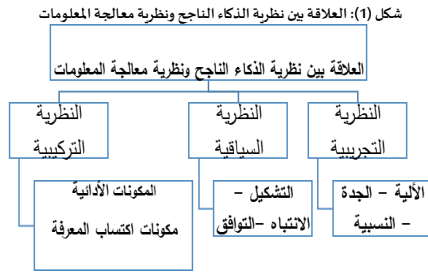 شكل (1): العلاقة بين نظرية الذكاء الناجح ونظرية معالجة المعلومات
العلاقة بين نظرية الذكاء الناجح ونظرية معالجة المعلومات
النظرية
التجريبية
النظرية
السياقية
النظرية
التركيبية
الألية – الجدة
– النسبية
التشكيل –
الانتباه –التوافق
المكونات الأدائية
مكونات اكتساب المعرفة